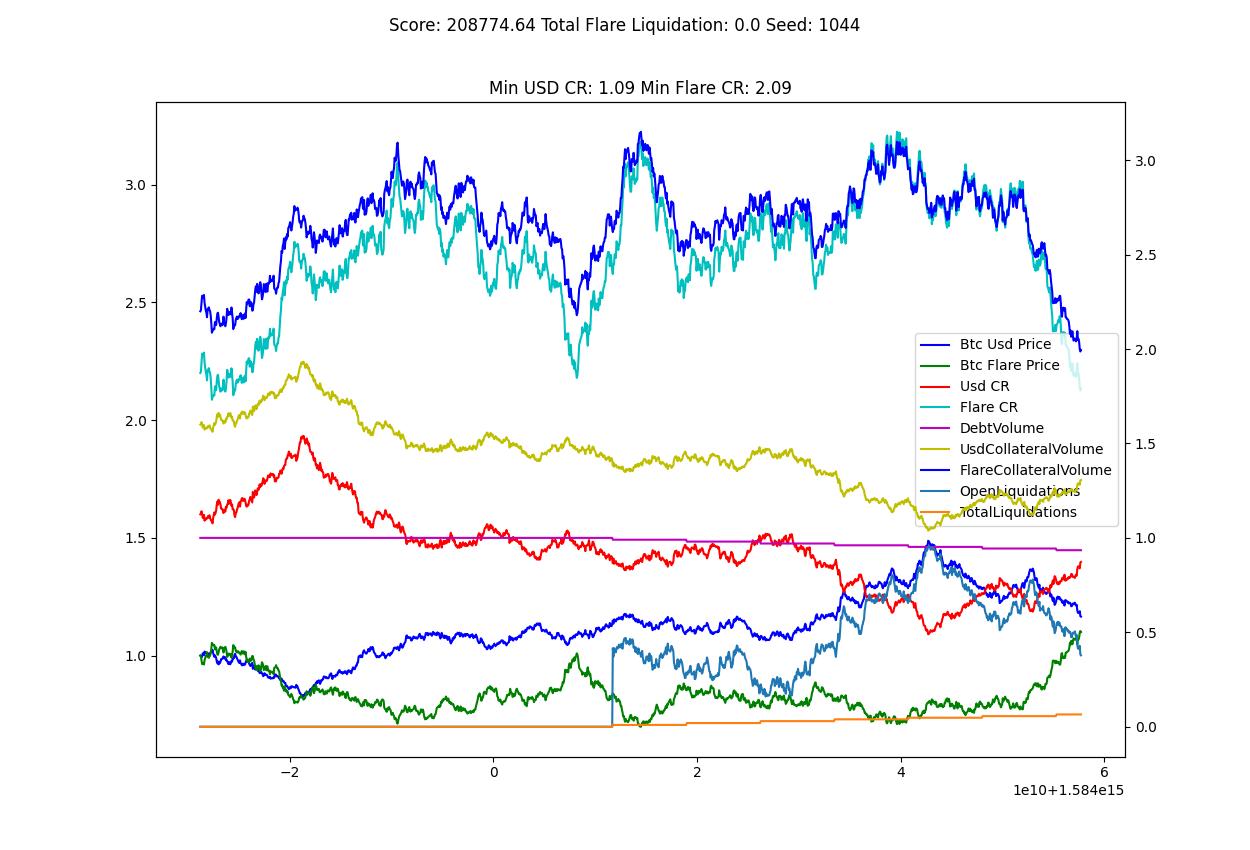 Score: 208774.64 Total Flare Liquidation: 0.0 Seed: 1044
Min USD CR: 1.09 Min Flare CR: 2.09
3.0
2.5
2.0
1.5
1.0
3.0
2.5
2.0
1.5
1.0
0.5
0.0
Btc Usd Price
Btc Flare Price
Usd CR
Flare CR
DebtVolume
UsdCollateralVolume
FlareCollateralVolume
OpenLiquidations
TotalLiquidations
−2 0 2 4 6
1e10+1.584e15